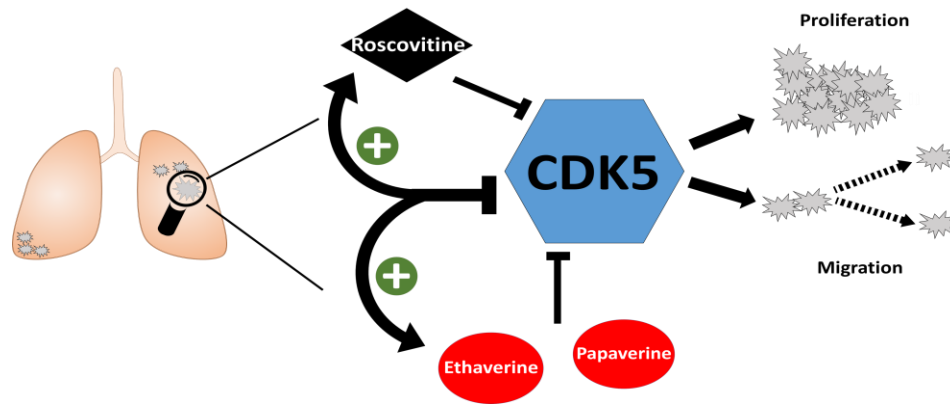 Proliferation
Roscovitine
+
CDK5
+
Migration
Ethaverine
Papaverine